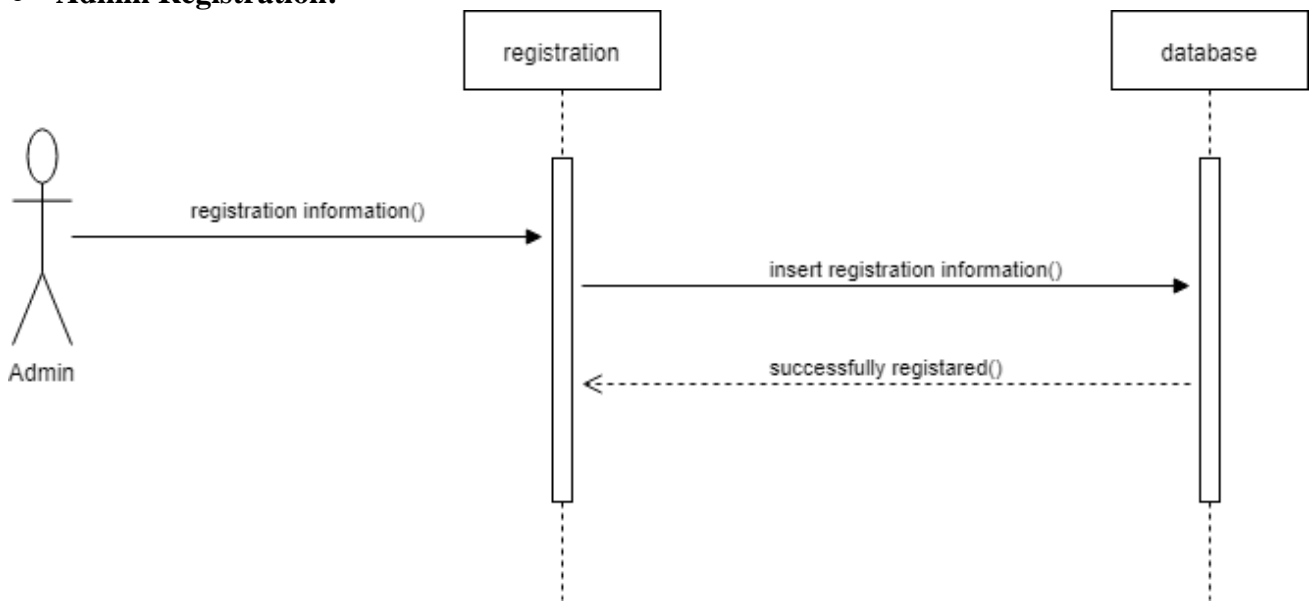 Admin Registration:
registration
database
registration information()
insert registration information()
Admin
successfully registared()